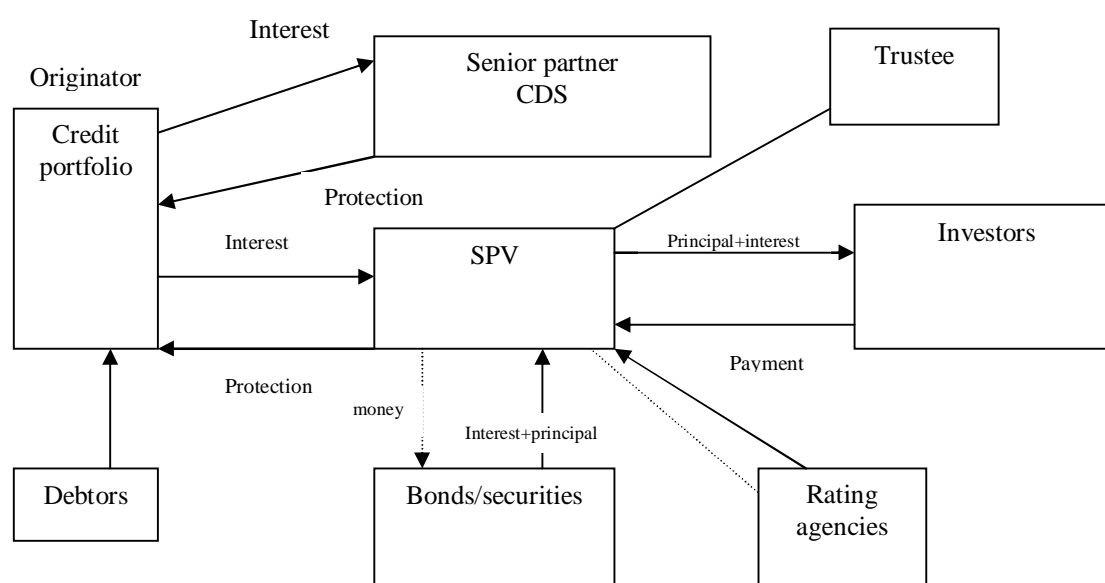 Interest
Senior partner
CDS
Trustee
Originator
Credit
portfolio
Protection
Interest
SPV
Principal+interest
Investors
Protection
money
Interest+principal
Payment
Debtors
Bonds/securities
Rating
agencies